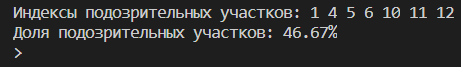 Индексы подозрительных участков: 1 4 5 6 10 11 12
Доля подозрительных участков: 46.67%
>